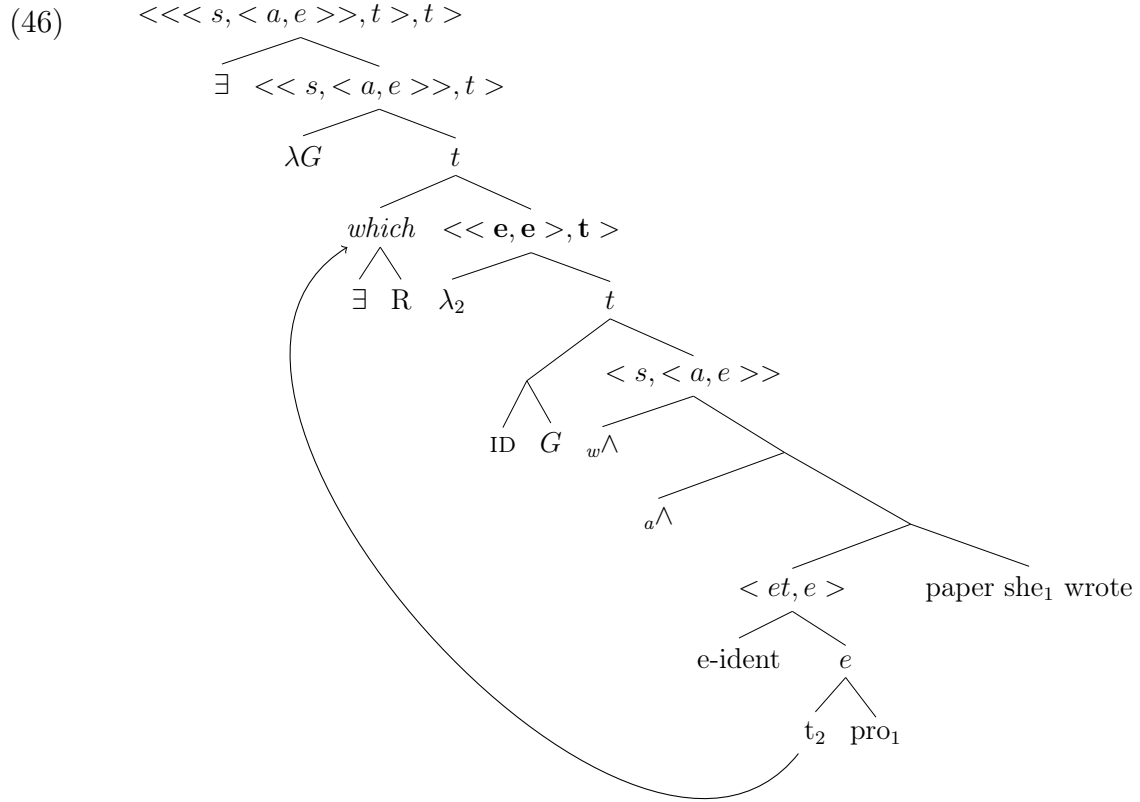 (46) <<< s, < a, e >>, t >, t >
∃ << s, < a, e >>, t >
λG t
which << e, e >, t >
∃ R λ₂ t
< s, < a, e >>
ID G w^
a^
< et, e > paper she₁ wrote
e-ident e
t₂ pro₁